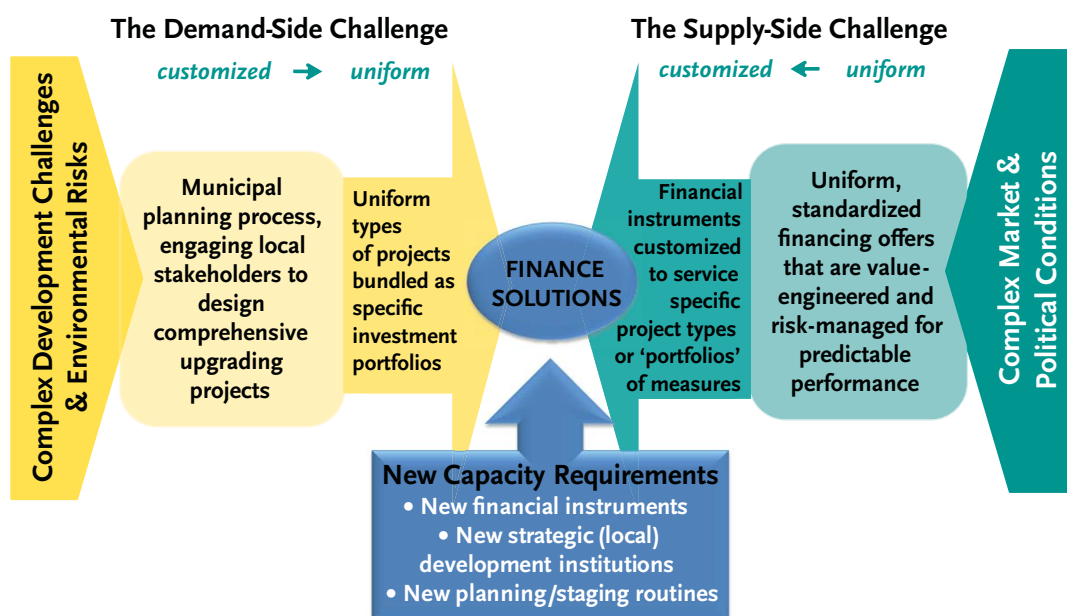 The Demand-Side Challenge
customized → uniform
Complex Development Challenges
& Environmental Risks
Municipal
planning process,
engaging local
stakeholders to
design
comprehensive
upgrading
projects
Uniform
types
of projects
bundled as
specific
investment
portfolios
FINANCE
SOLUTIONS
The Supply-Side Challenge
customized ← uniform
Financial
instruments
customized
to service
specific
project types
or ‘portfolios’
of measures
Uniform,
standardized
financing offers
that are value-
engineered and
risk-managed for
predictable
performance
Complex Market &
Political Conditions
New Capacity Requirements
• New financial instruments
• New strategic (local)
development institutions
• New planning/staging routines